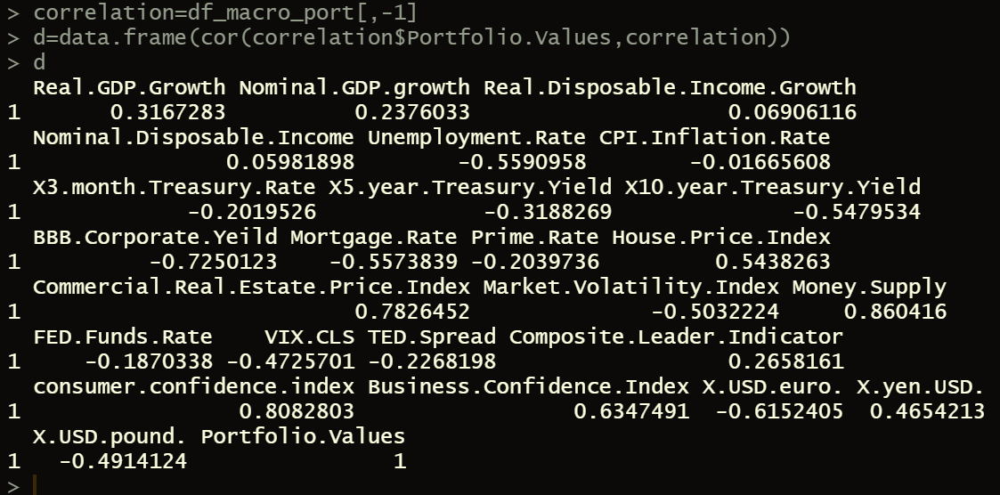 > correlation=df_macro_port[,-1]
> d=data.frame(cor(correlation$Portfolio.Values,correlation))
> d
  Real.GDP.Growth Nominal.GDP.growth Real.Disposable.Income.Growth
1       0.3167283          0.2376033                    0.06906116
  Nominal.Disposable.Income Unemployment.Rate CPI.Inflation.Rate
1                0.05981898        -0.5590958        -0.01665608
  X3.month.Treasury.Rate X5.year.Treasury.Yield X10.year.Treasury.Yield
1             -0.2019526             -0.3188269              -0.5479534
  BBB.Corporate.Yeild Mortgage.Rate Prime.Rate House.Price.Index
1          -0.7250123    -0.5573839 -0.2039736         0.5438263
  Commercial.Real.Estate.Price.Index Market.Volatility.Index Money.Supply
1                          0.7826452              -0.5032224     0.860416
  FED.Funds.Rate    VIX.CLS TED.Spread Composite.Leader.Indicator
1     -0.1870338 -0.4725701 -0.2268198                  0.2658161
  consumer.confidence.index Business.Confidence.Index X.USD.euro. X.yen.USD.
1                 0.8082803                 0.6347491  -0.6152405  0.4654213
  X.USD.pound. Portfolio.Values
1   -0.4914124                1
>